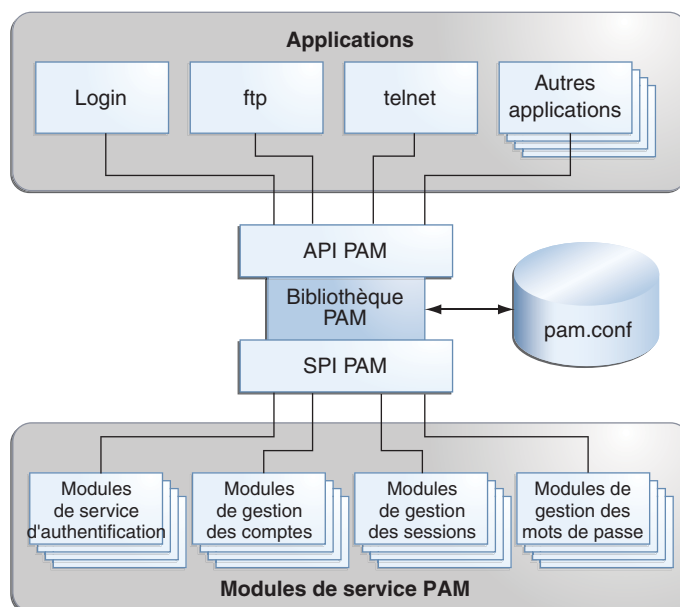 Applications
Login
ftp
telnet
Autres
applications
API PAM
Bibliothèque
PAM
pam.conf
SPI PAM
Modules
de service
d'authentification
Modules
de gestion
des comptes
Modules
de gestion
des sessions
Modules de
gestion des
mots de passe
Modules de service PAM